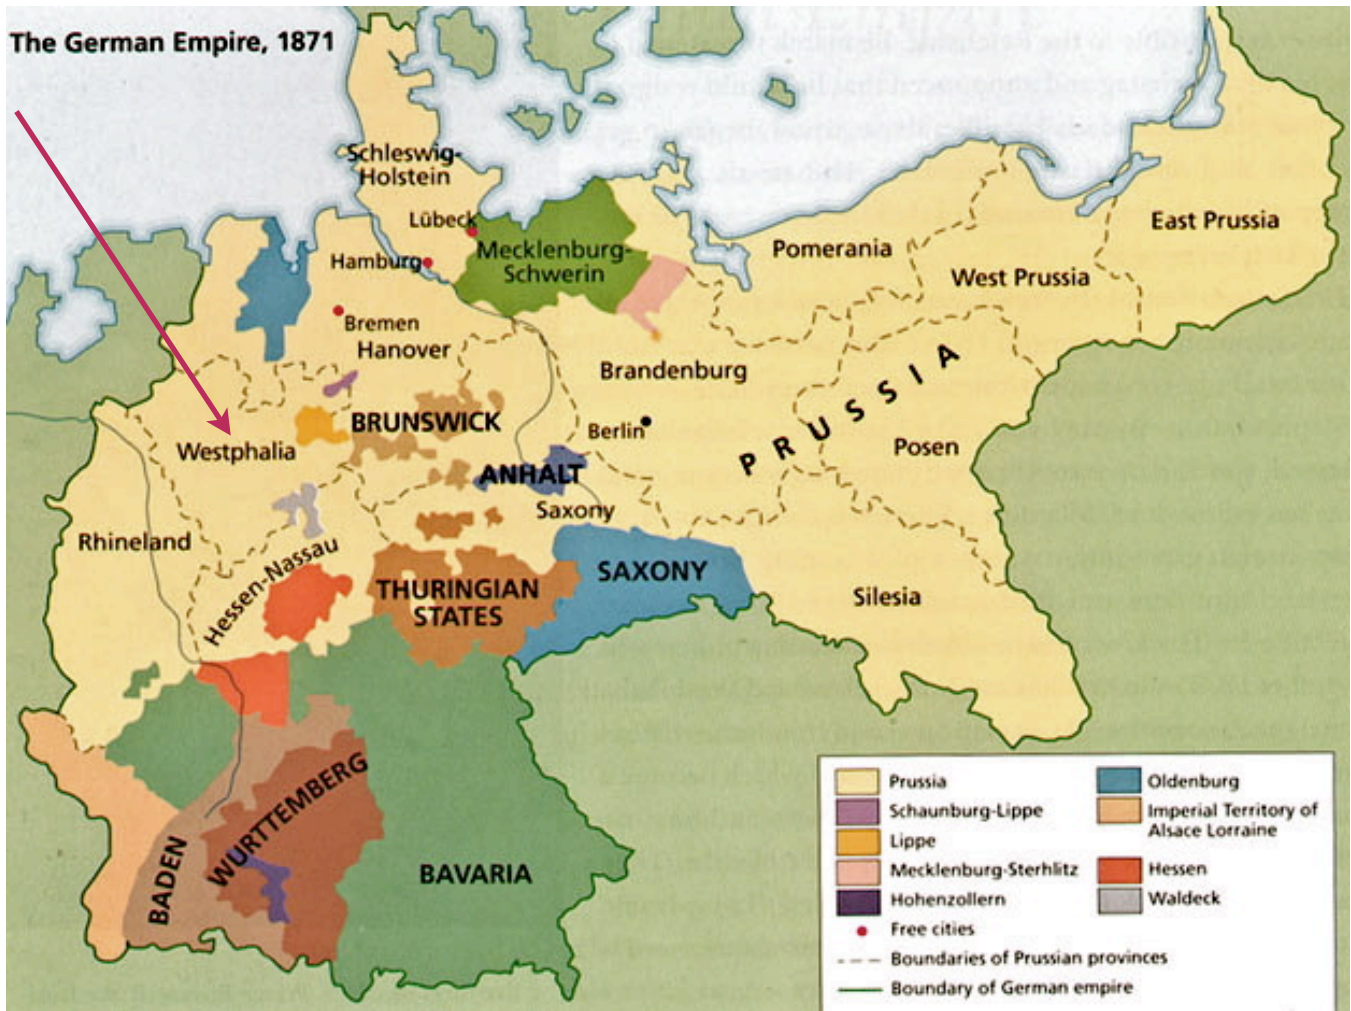 The German Empire, 1871
Schleswig-
Holstein
Lübeck
Hamburg
Mecklenburg-
Schwerin
Pomerania
East Prussia
West Prussia
Bremen
Hanover
Brandenburg
PRUSSIA
BRUNSWICK
Berlin
Westphalia
Posen
ANHALT
Saxony
Rhineland
Hessen-Nassau
THURINGIAN
STATES
SAXONY
Silesia
WURTTEMBERG
BADEN
BAVARIA
Prussia
Schaunburg-Lippe
Lippe
Mecklenburg-Sterhlitz
Hohenzollern
Free cities
Oldenburg
Imperial Territory of
Alsace Lorraine
Hessen
Waldeck
Boundaries of Prussian provinces
Boundary of German empire